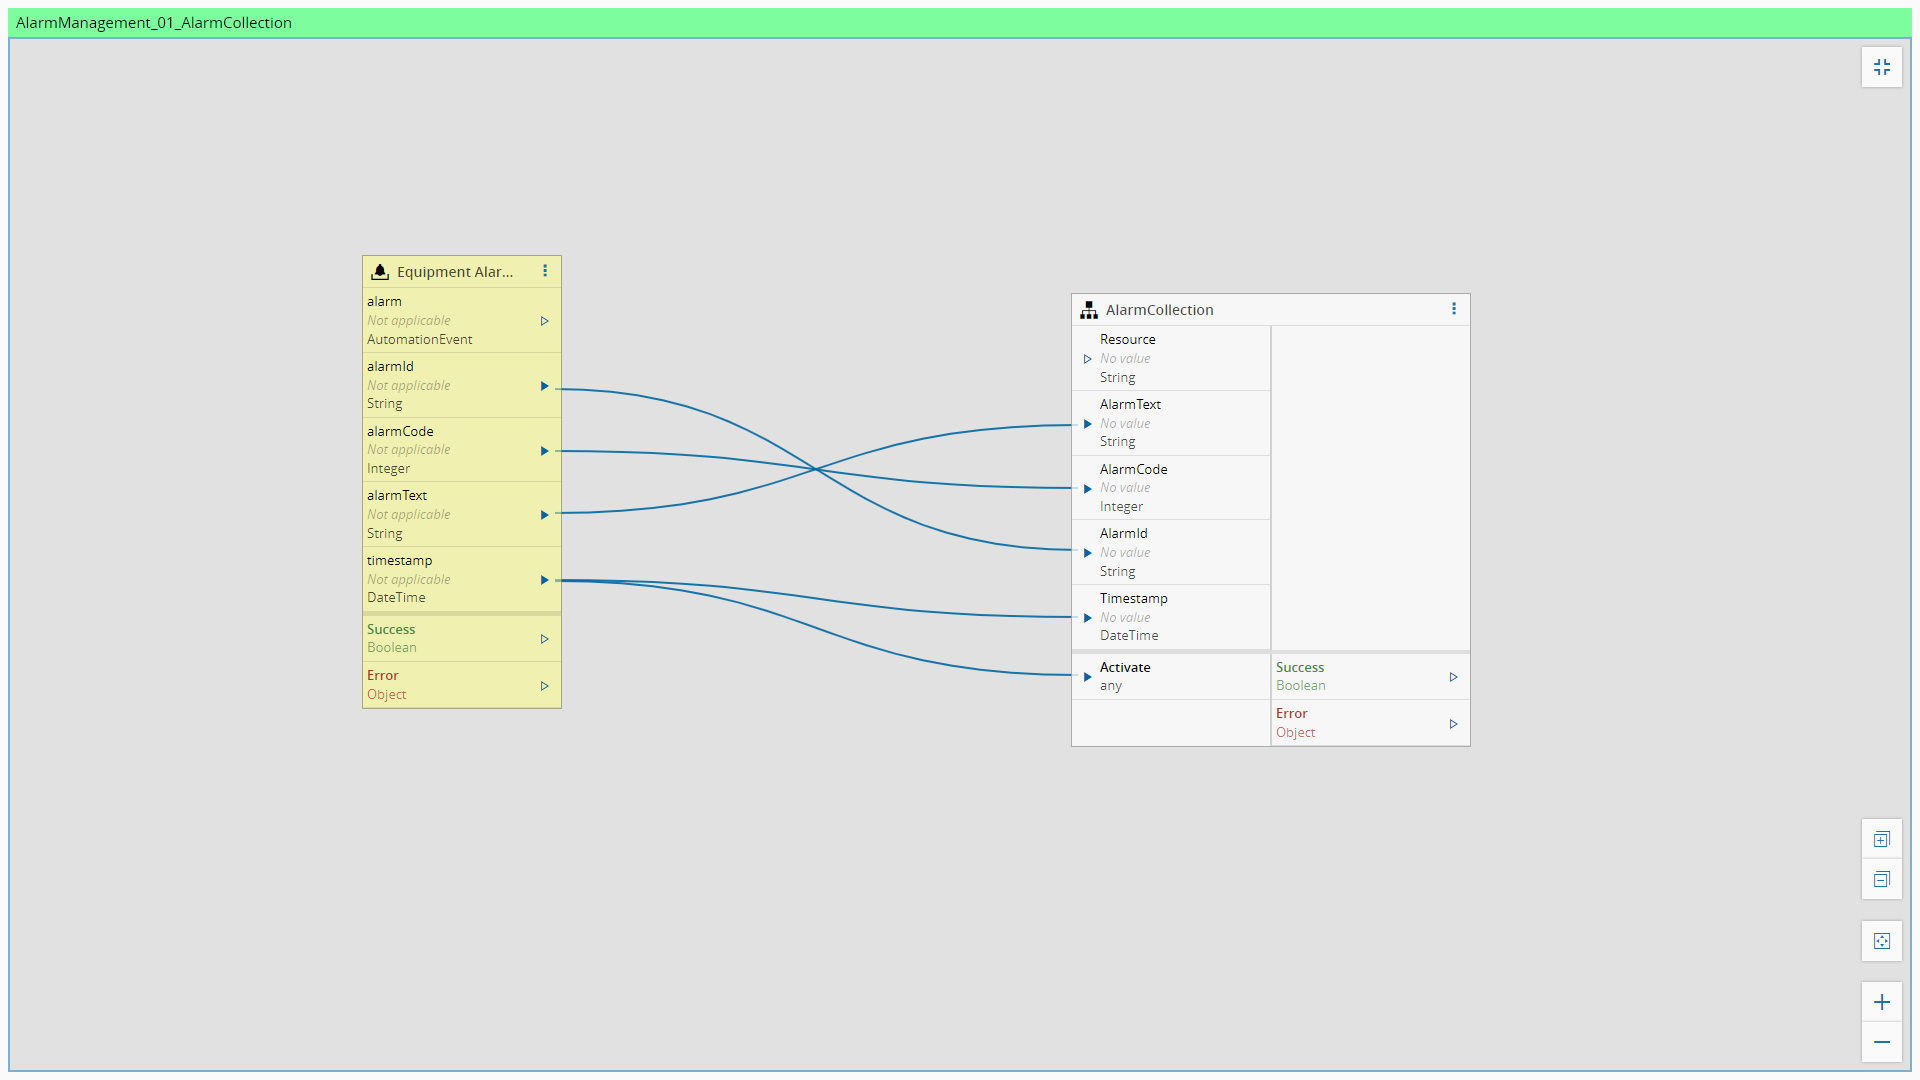 AlarmManagement_01_AlarmCollection
Equipment Alar...
alarm
Not applicable
AutomationEvent
alarmId
Not applicable
String
alarmCode
Not applicable
Integer
alarmText
Not applicable
String
timestamp
Not applicable
DateTime
Success
Boolean
Error
Object
AlarmCollection
Resource
No value
String
AlarmText
No value
String
AlarmCode
No value
Integer
AlarmId
No value
String
Timestamp
No value
DateTime
Activate
any
Success
Boolean
Error
Object